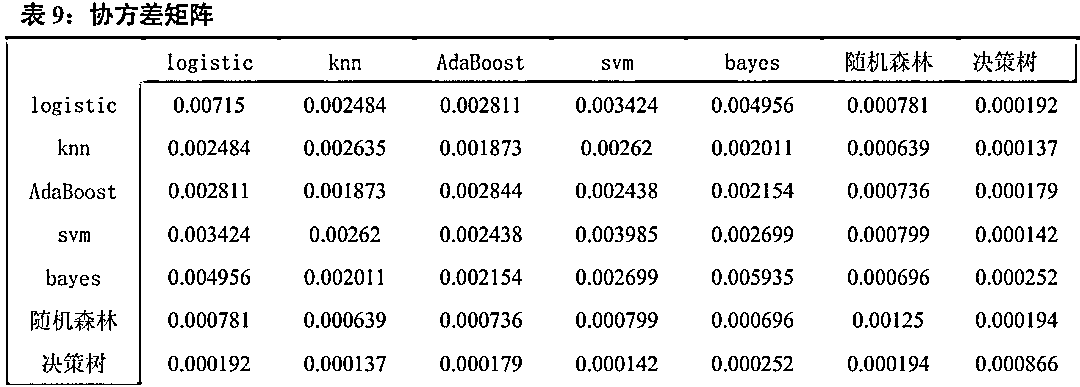 表 9：协方差矩阵
logistic knn AdaBoost svm bayes 随机森林 决策树
logistic 0.00715 0.002484 0.002811 0.003424 0.004956 0.000781 0.000192
knn 0.002484 0.002635 0.001873 0.00262 0.002011 0.000639 0.000137
AdaBoost 0.002811 0.001873 0.002844 0.002438 0.002154 0.000736 0.000179
svm 0.003424 0.00262 0.002438 0.003985 0.002699 0.000799 0.000142
bayes 0.004956 0.002011 0.002154 0.002699 0.005935 0.000696 0.000252
随机森林 0.000781 0.000639 0.000736 0.000799 0.000696 0.00125 0.000194
决策树 0.000192 0.000137 0.000179 0.000142 0.000252 0.000194 0.000866